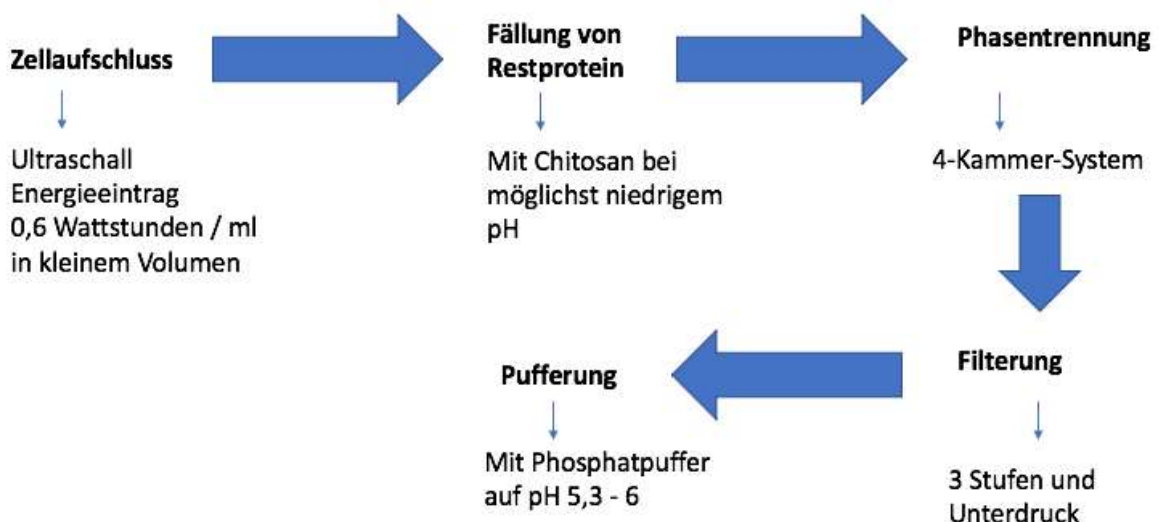 Zellaufschluss
Ultraschall
Energieeintrag
0,6 Wattstunden / ml
in kleinem Volumen
Fällung von
Restprotein
Mit Chitosan bei
möglichst niedrigem
pH
Phasentrennung
4-Kammer-System
Filterung
3 Stufen und
Unterdruck
Pufferung
Mit Phosphatpuffer
auf pH 5,3 - 6